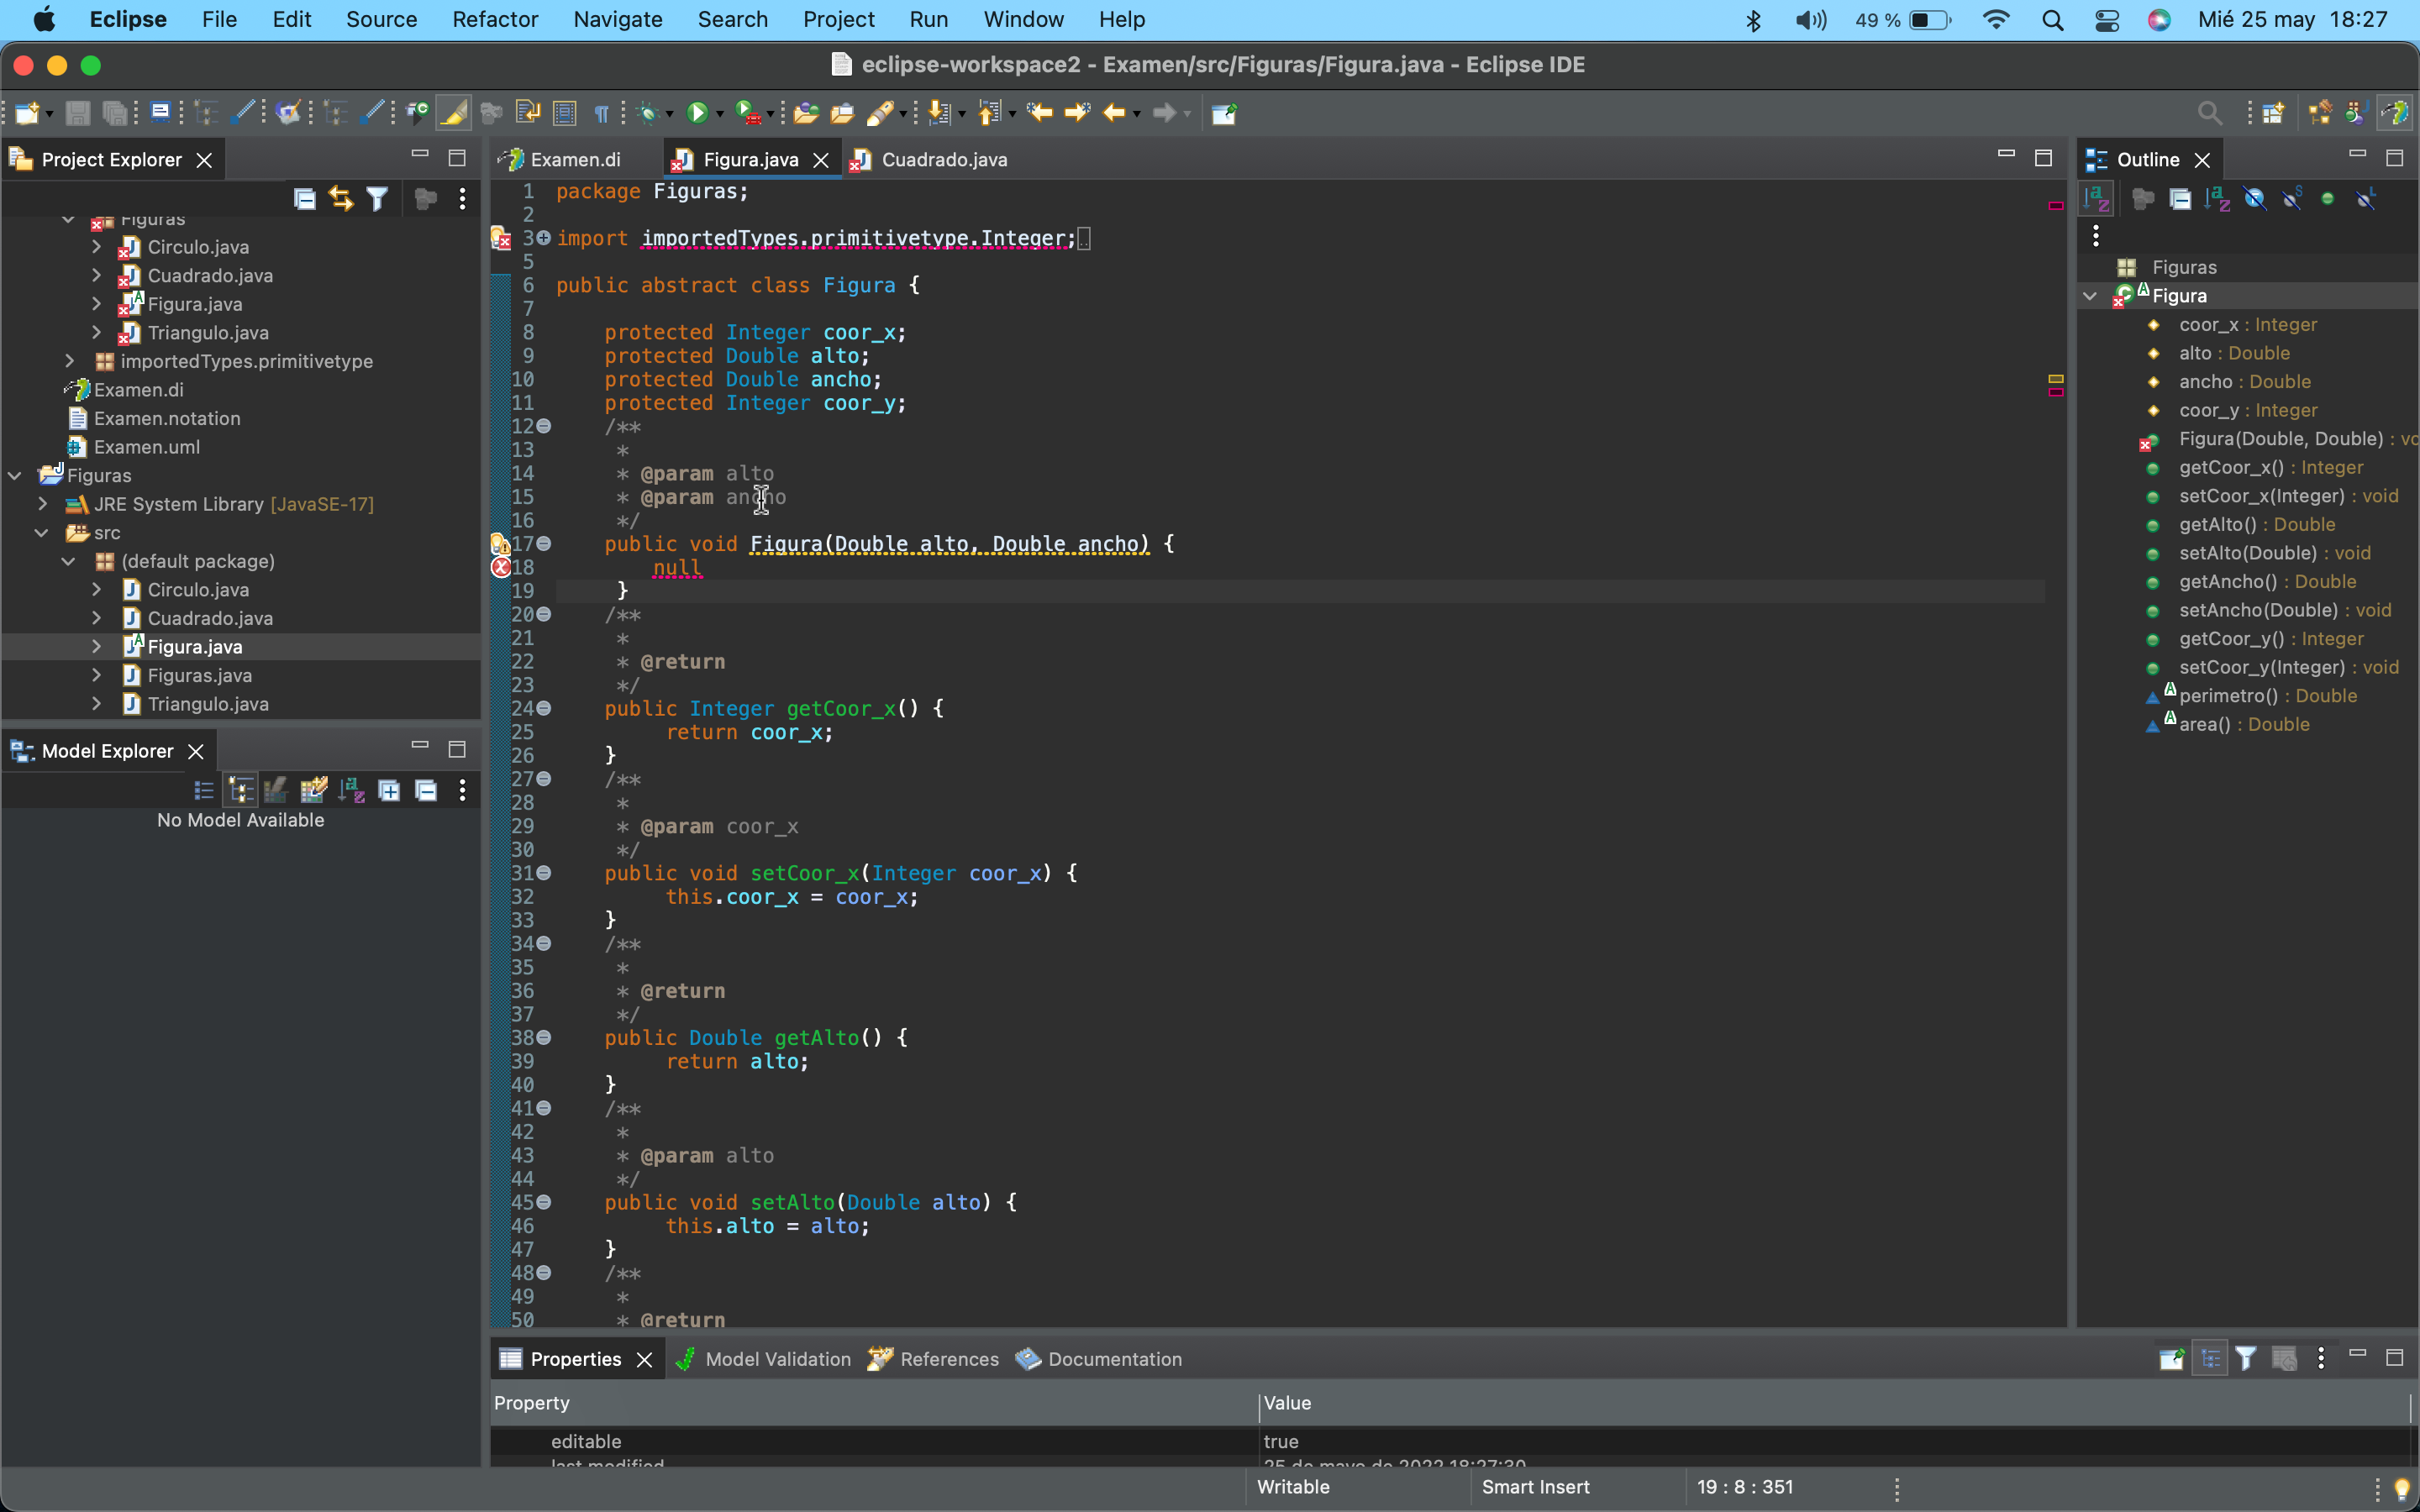 Eclipse File Edit Source Refactor Navigate Search Project Run Window Help 49 % Mié 25 may 18:27
eclipse-workspace2 - Examen/src/Figuras/Figura.java - Eclipse IDE
Project Explorer
Figuras
Circulo.java
Cuadrado.java
Figura.java
Triangulo.java
importedTypes.primitivetype
Examen.di
Examen.notation
Examen.uml
Figuras
JRE System Library [JavaSE-17]
src
(default package)
Circulo.java
Cuadrado.java
Figura.java
Figuras.java
Triangulo.java
Model Explorer
No Model Available
Examen.di Figura.java Cuadrado.java
1 package Figuras;
2
3 import importedTypes.primitivetype.Integer;
5
6 public abstract class Figura {
7
8 protected Integer coor_x;
9 protected Double alto;
10 protected Double ancho;
11 protected Integer coor_y;
12 /**
13 *
14 * @param alto
15 * @param ancho
16 */
17 public void Figura(Double alto, Double ancho) {
18 null
19 }
20 /**
21 *
22 * @return
23 */
24 public Integer getCoor_x() {
25 return coor_x;
26 }
27 /**
28 *
29 * @param coor_x
30 */
31 public void setCoor_x(Integer coor_x) {
32 this.coor_x = coor_x;
33 }
34 /**
35 *
36 * @return
37 */
38 public Double getAlto() {
39 return alto;
40 }
41 /**
42 *
43 * @param alto
44 */
45 public void setAlto(Double alto) {
46 this.alto = alto;
47 }
48 /**
49 *
50 * @return
Outline
Figuras
Figura
coor_x : Integer
alto : Double
ancho : Double
coor_y : Integer
Figura(Double, Double) : vo
getCoor_x() : Integer
setCoor_x(Integer) : void
getAlto() : Double
setAlto(Double) : void
getAncho() : Double
setAncho(Double) : void
getCoor_y() : Integer
setCoor_y(Integer) : void
perimetro() : Double
area() : Double
Properties Model Validation References Documentation
Property Value
editable true
last modified 25 de mayo de 2022 18:27:30
Writable Smart Insert 19 : 8 : 351